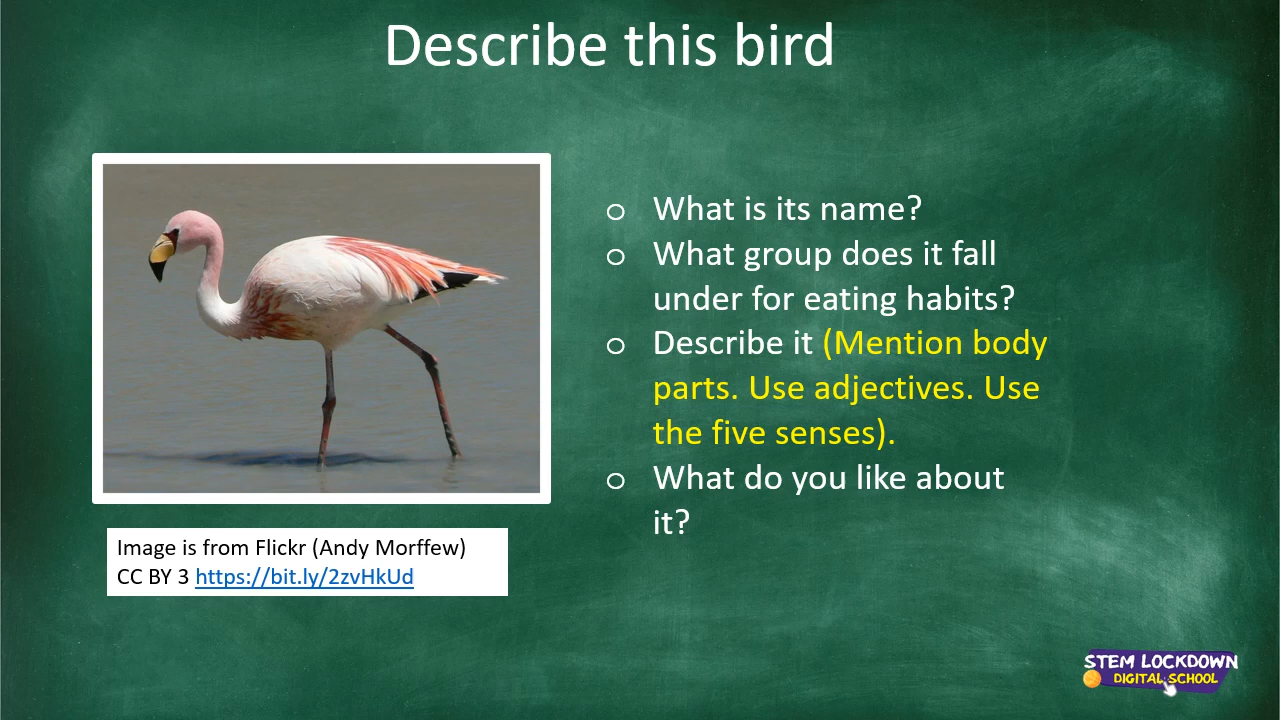 Describe this bird
What is its name?
What group does it fall
under for eating habits?
Describe it (Mention body
parts. Use adjectives. Use
the five senses).
What do you like about
it?
Image is from Flickr (Andy Morffew)
CC BY 3 https://bit.ly/2zvHkUd
STEM LOCKDOWN
DIGITAL SCHOOL